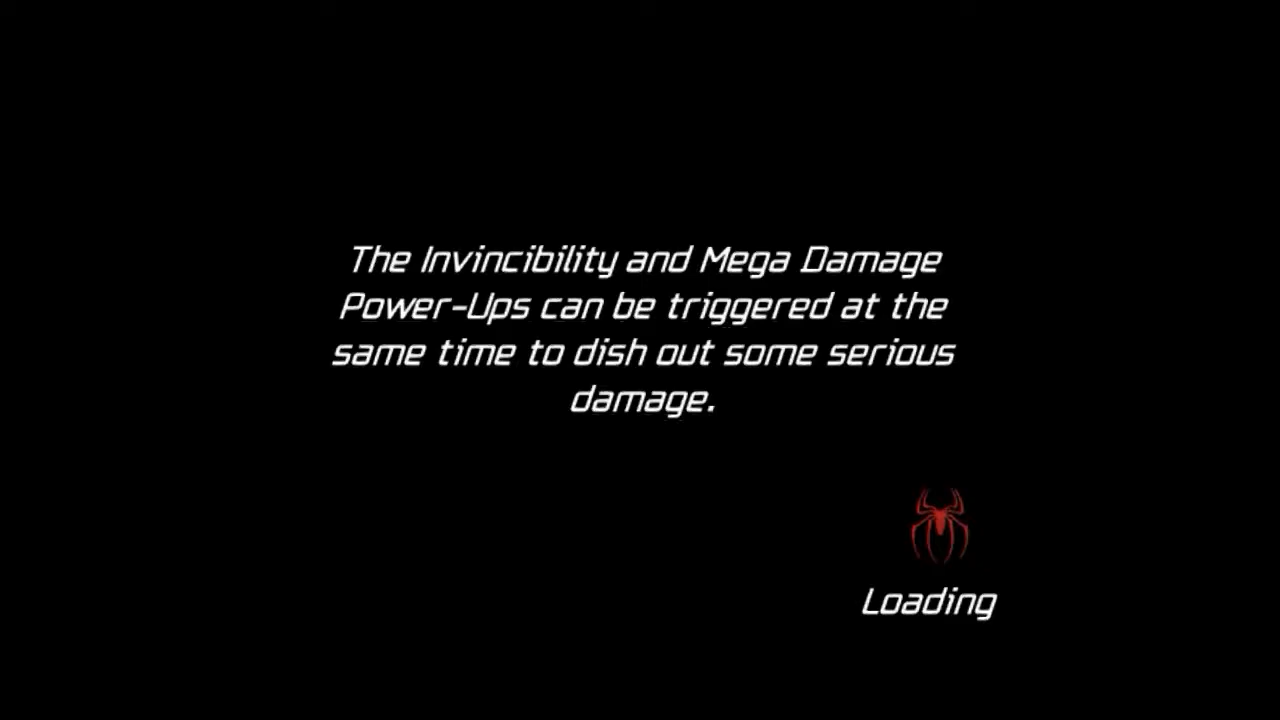 The Invincibility and Mega Damage
Power-Ups can be triggered at the
same time to dish out some serious
damage.
Loading